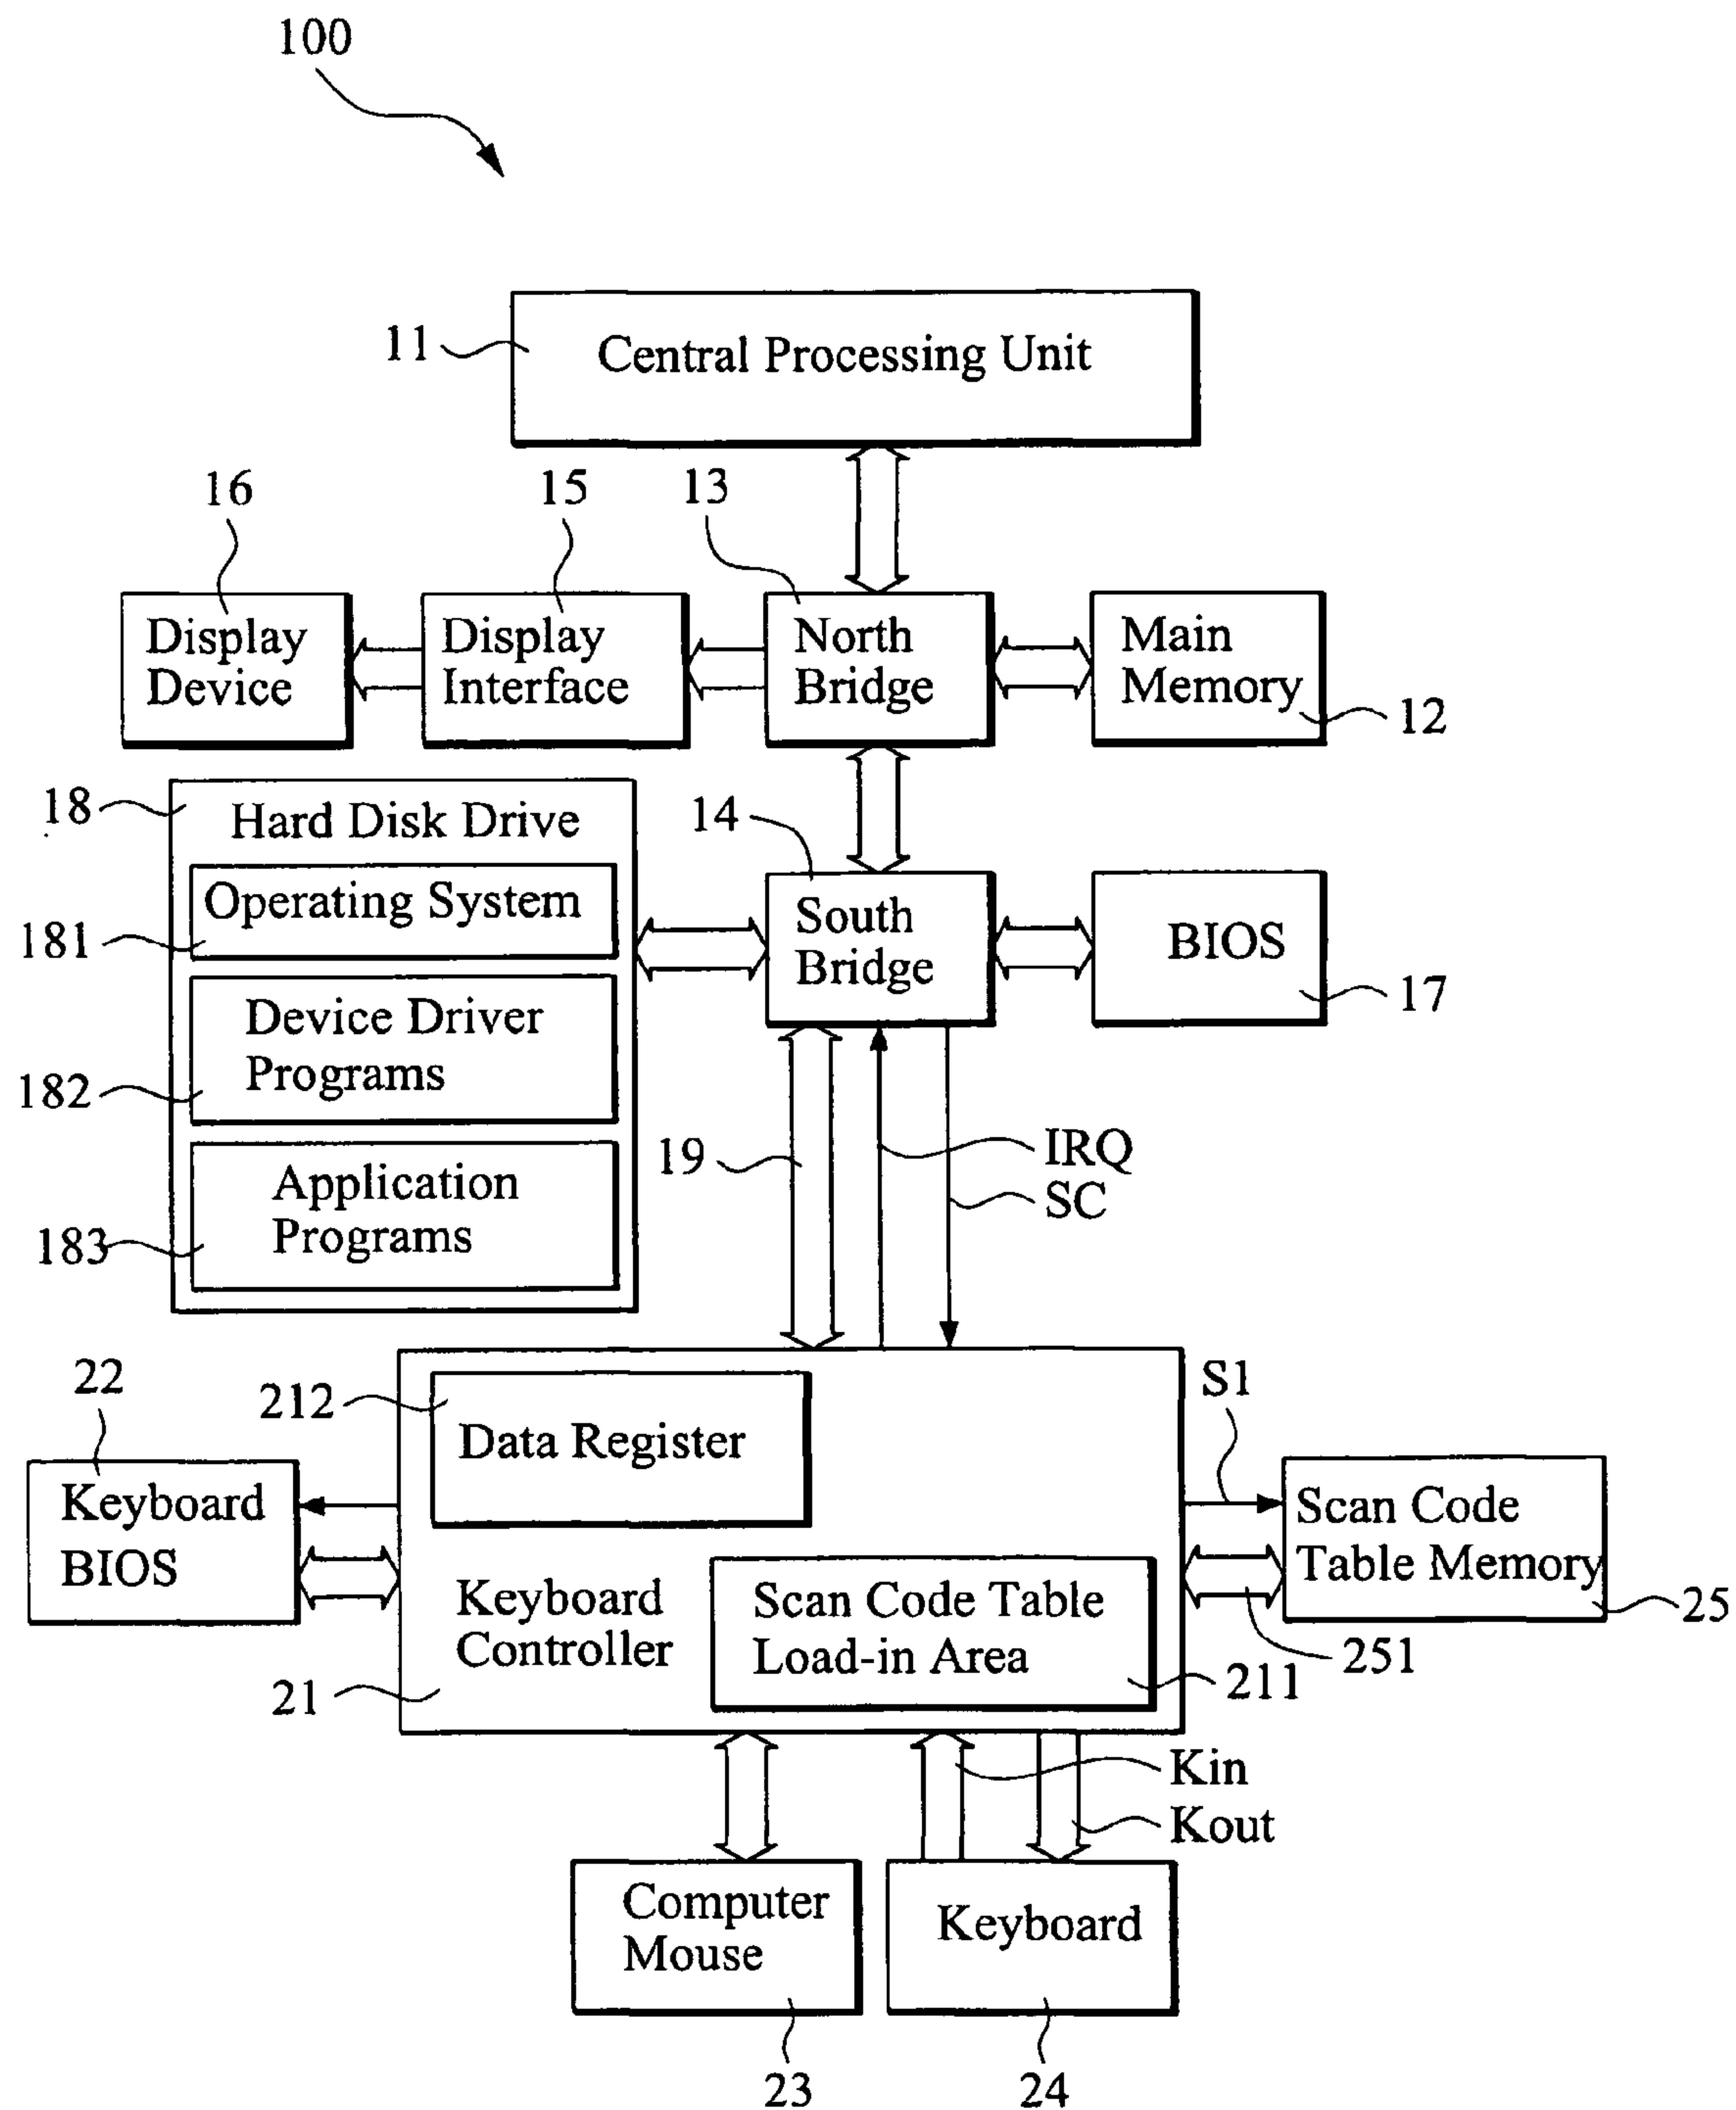 100
11
Central Processing Unit
16
15
13
Display
Device
Display
Interface
North
Bridge
Main
Memory
12
18
Hard Disk Drive
14
Operating System
181
South
Bridge
BIOS
17
Device Driver
Programs
182
19
IRQ
SC
Application
Programs
183
22
212
Data Register
S1
Keyboard
BIOS
Scan Code
Table Memory
25
Keyboard
Controller
21
Scan Code Table
Load-in Area
211
251
Kin
Kout
Computer
Mouse
Keyboard
23
24